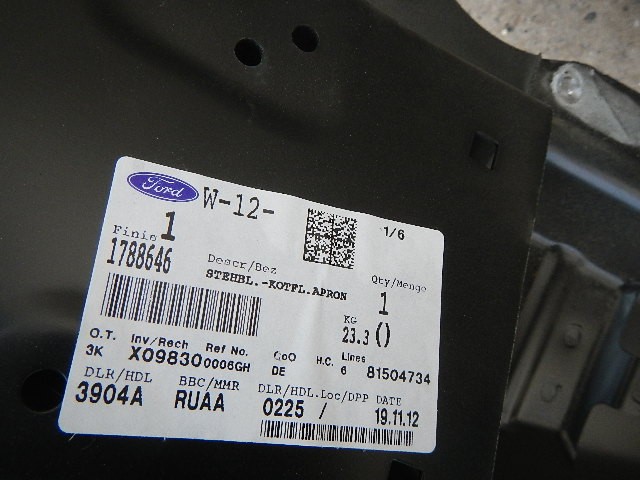 Ford W-12- 1/6
Finis 1
1788646
Descr/Bez Qty/Menge
STEHBL.-KOTFL.APRON 1
KG
23.3 ()
O.T. Inv/Rech Ref No. CoO H.C. Lines
3K X09830 0006GH DE 6 81504734
DLR/HDL BBC/MMR DLR/HDL.Loc/DPP DATE
3904A RUAA 0225 / 19.11.12